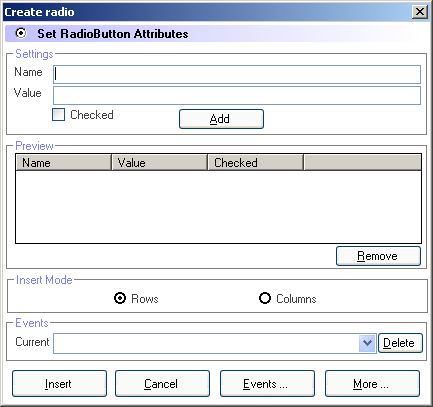 Create radio
Set RadioButton Attributes
Settings
Name
Value
Checked
Add
Preview
Name Value Checked
Remove
Insert Mode
Rows Columns
Events
Current Delete
Insert Cancel Events ... More ...